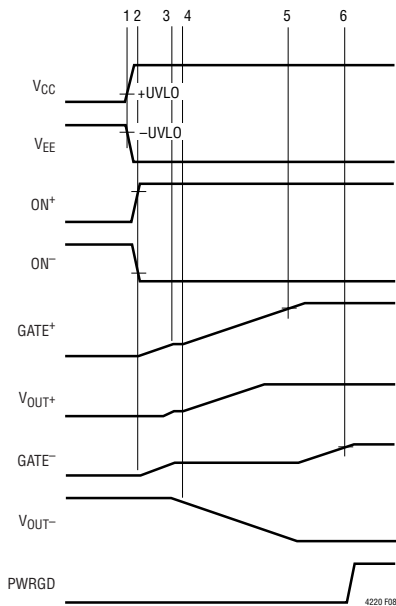 1 2 3 4 5 6
VCC
+UVLO
–UVLO
VEE
ON+
ON–
GATE+
VOUT+
GATE–
VOUT–
PWRGD
4220 F08